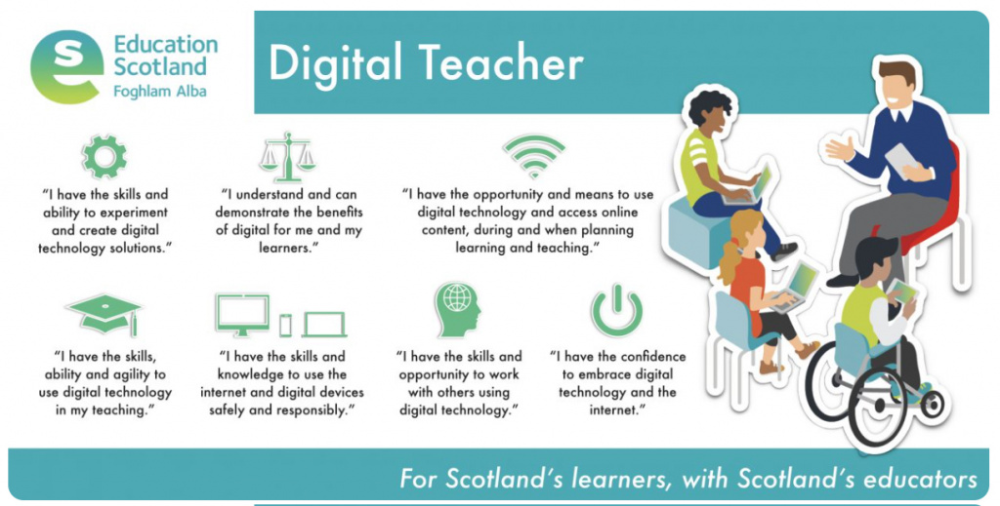 Education
Scotland
Foghlam Alba
Digital Teacher
“I have the skills and
ability to experiment
and create digital
technology solutions.”
“I understand and can
demonstrate the benefits
of digital for me and my
learners.”
“I have the opportunity and means to use
digital technology and access online
content, during and when planning
learning and teaching.”
“I have the skills,
ability and agility to
use digital technology
in my teaching.”
“I have the skills and
knowledge to use the
internet and digital devices
safely and responsibly.”
“I have the skills and
opportunity to work
with others using
digital technology.”
“I have the confidence
to embrace digital
technology and the
internet.”
For Scotland’s learners, with Scotland’s educators